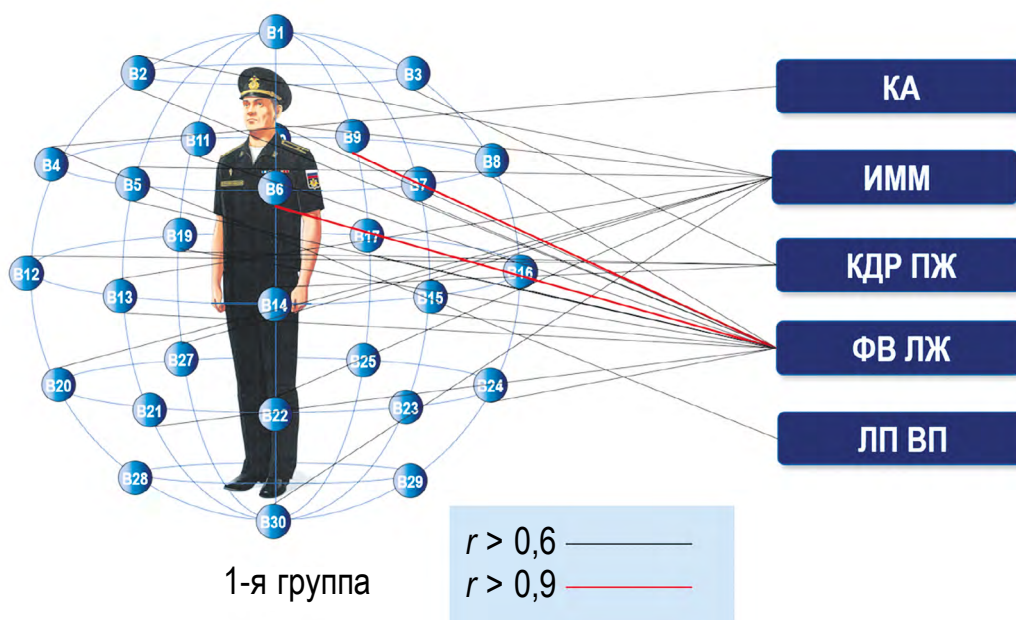 B1
B2
B3
B11
B9
B4
B8
B5
B6
B7
B19
B17
B12
B16
B13
B14
B15
B27
B25
B20
B24
B21
B22
B23
B28
B29
B30
КА
ИММ
КДР ПЖ
ФВ ЛЖ
ЛП ВП
r > 0,6
r > 0,9
1-я группа